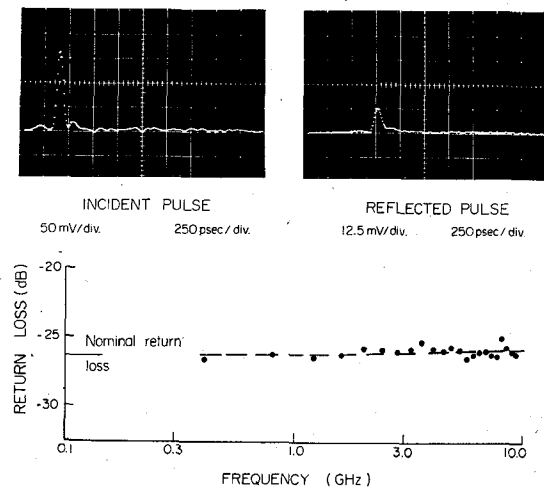 INCIDENT PULSE
50 mV/div. 250 psec/div.
REFLECTED PULSE
12.5 mV/div. 250 psec/div.
RETURN LOSS (dB)
-20
-25
-30
Nominal return
loss
0.1 0.3 1.0 3.0 10.0
FREQUENCY (GHz)